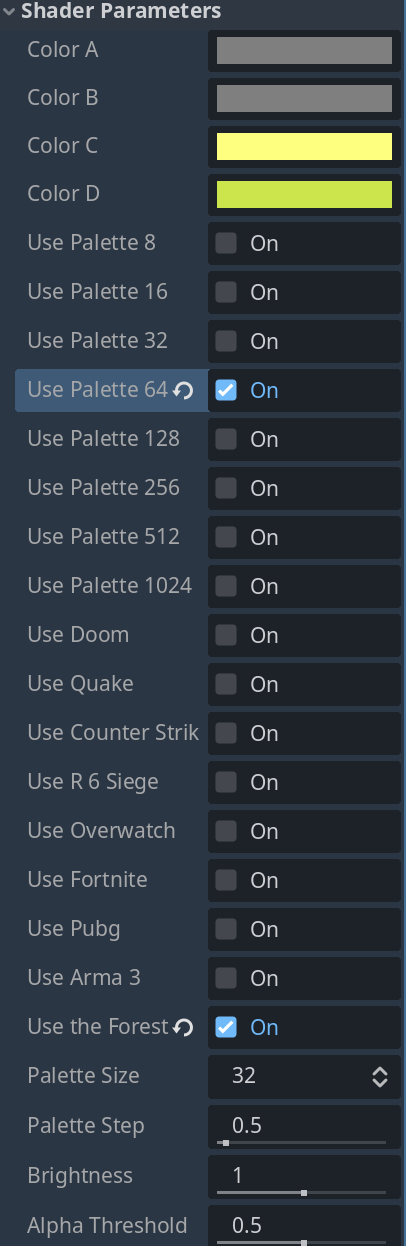 Shader Parameters
Color A
Color B
Color C
Color D
Use Palette 8 On
Use Palette 16 On
Use Palette 32 On
Use Palette 64 On
Use Palette 128 On
Use Palette 256 On
Use Palette 512 On
Use Palette 1024 On
Use Doom On
Use Quake On
Use Counter Strik On
Use R 6 Siege On
Use Overwatch On
Use Fortnite On
Use Pubg On
Use Arma 3 On
Use the Forest On
Palette Size 32
Palette Step 0.5
Brightness 1
Alpha Threshold 0.5